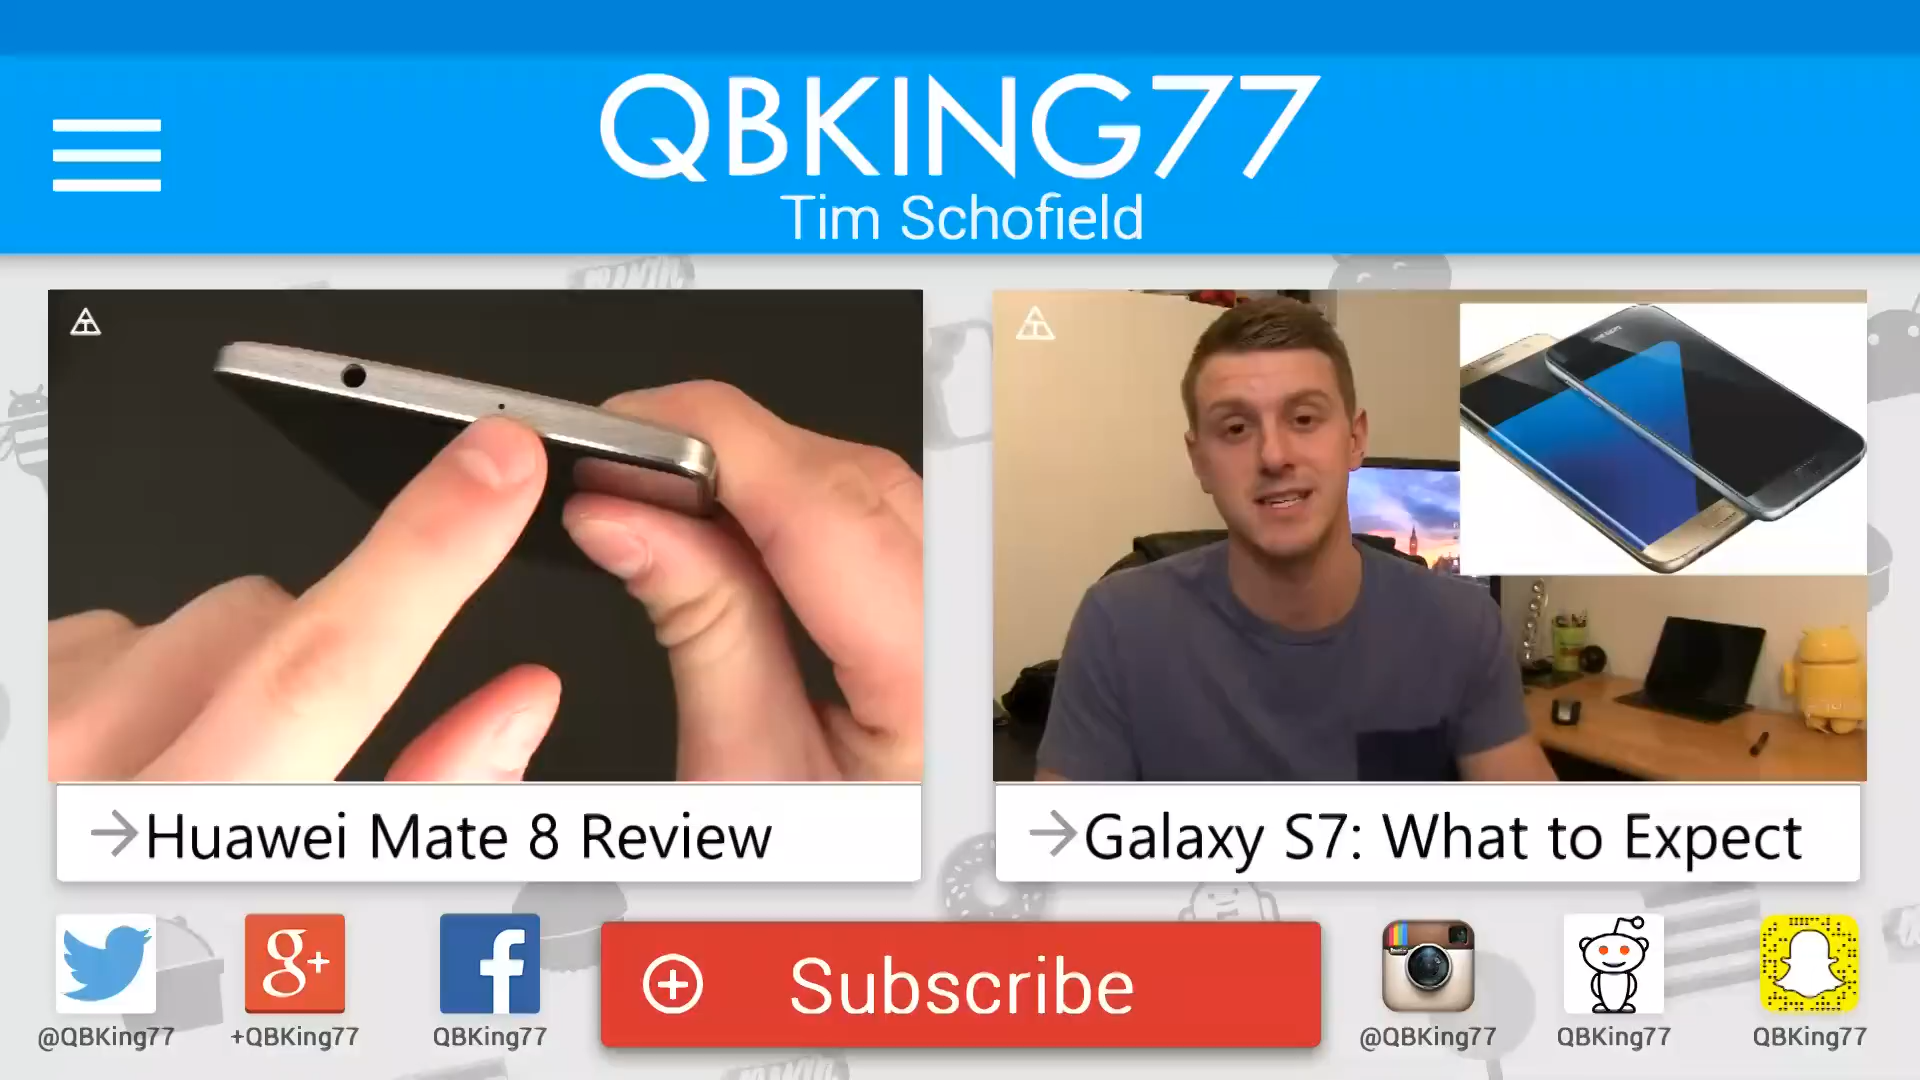 QBKING77
Tim Schofield
→Huawei Mate 8 Review
→Galaxy S7: What to Expect
g+
f
Subscribe
@QBKing77
+QBKing77
QBKing77
@QBKing77
QBKing77
QBKing77